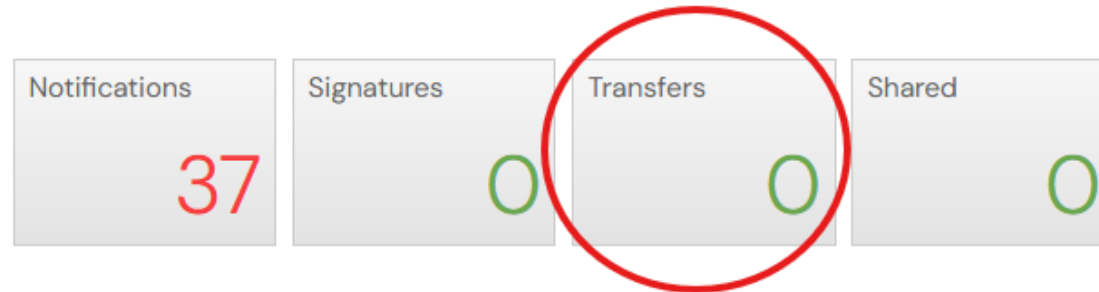 Notifications
37
Signatures
0
Transfers
0
Shared
0